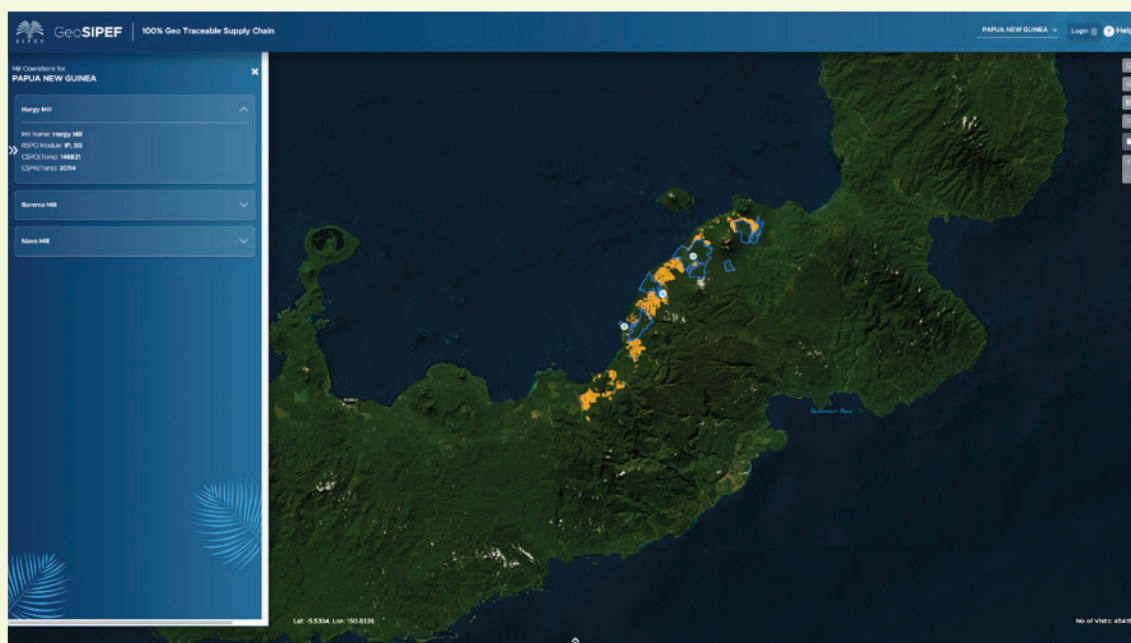 SIPEF
GeoSIPEF
100% Geo Traceable Supply Chain
PAPUA NEW GUINEA
Login
? Help
Mill Operations for
PAPUA NEW GUINEA
Hargy Mill
Mill Name: Hargy Mill
RSPO Module: IP, SG
CSPO(Tons): 146821
CSPK(Tons): 30114
Barema Mill
Navo Mill
Lat: -5.5334, Lon: 150.8326
No of Visits: 45418